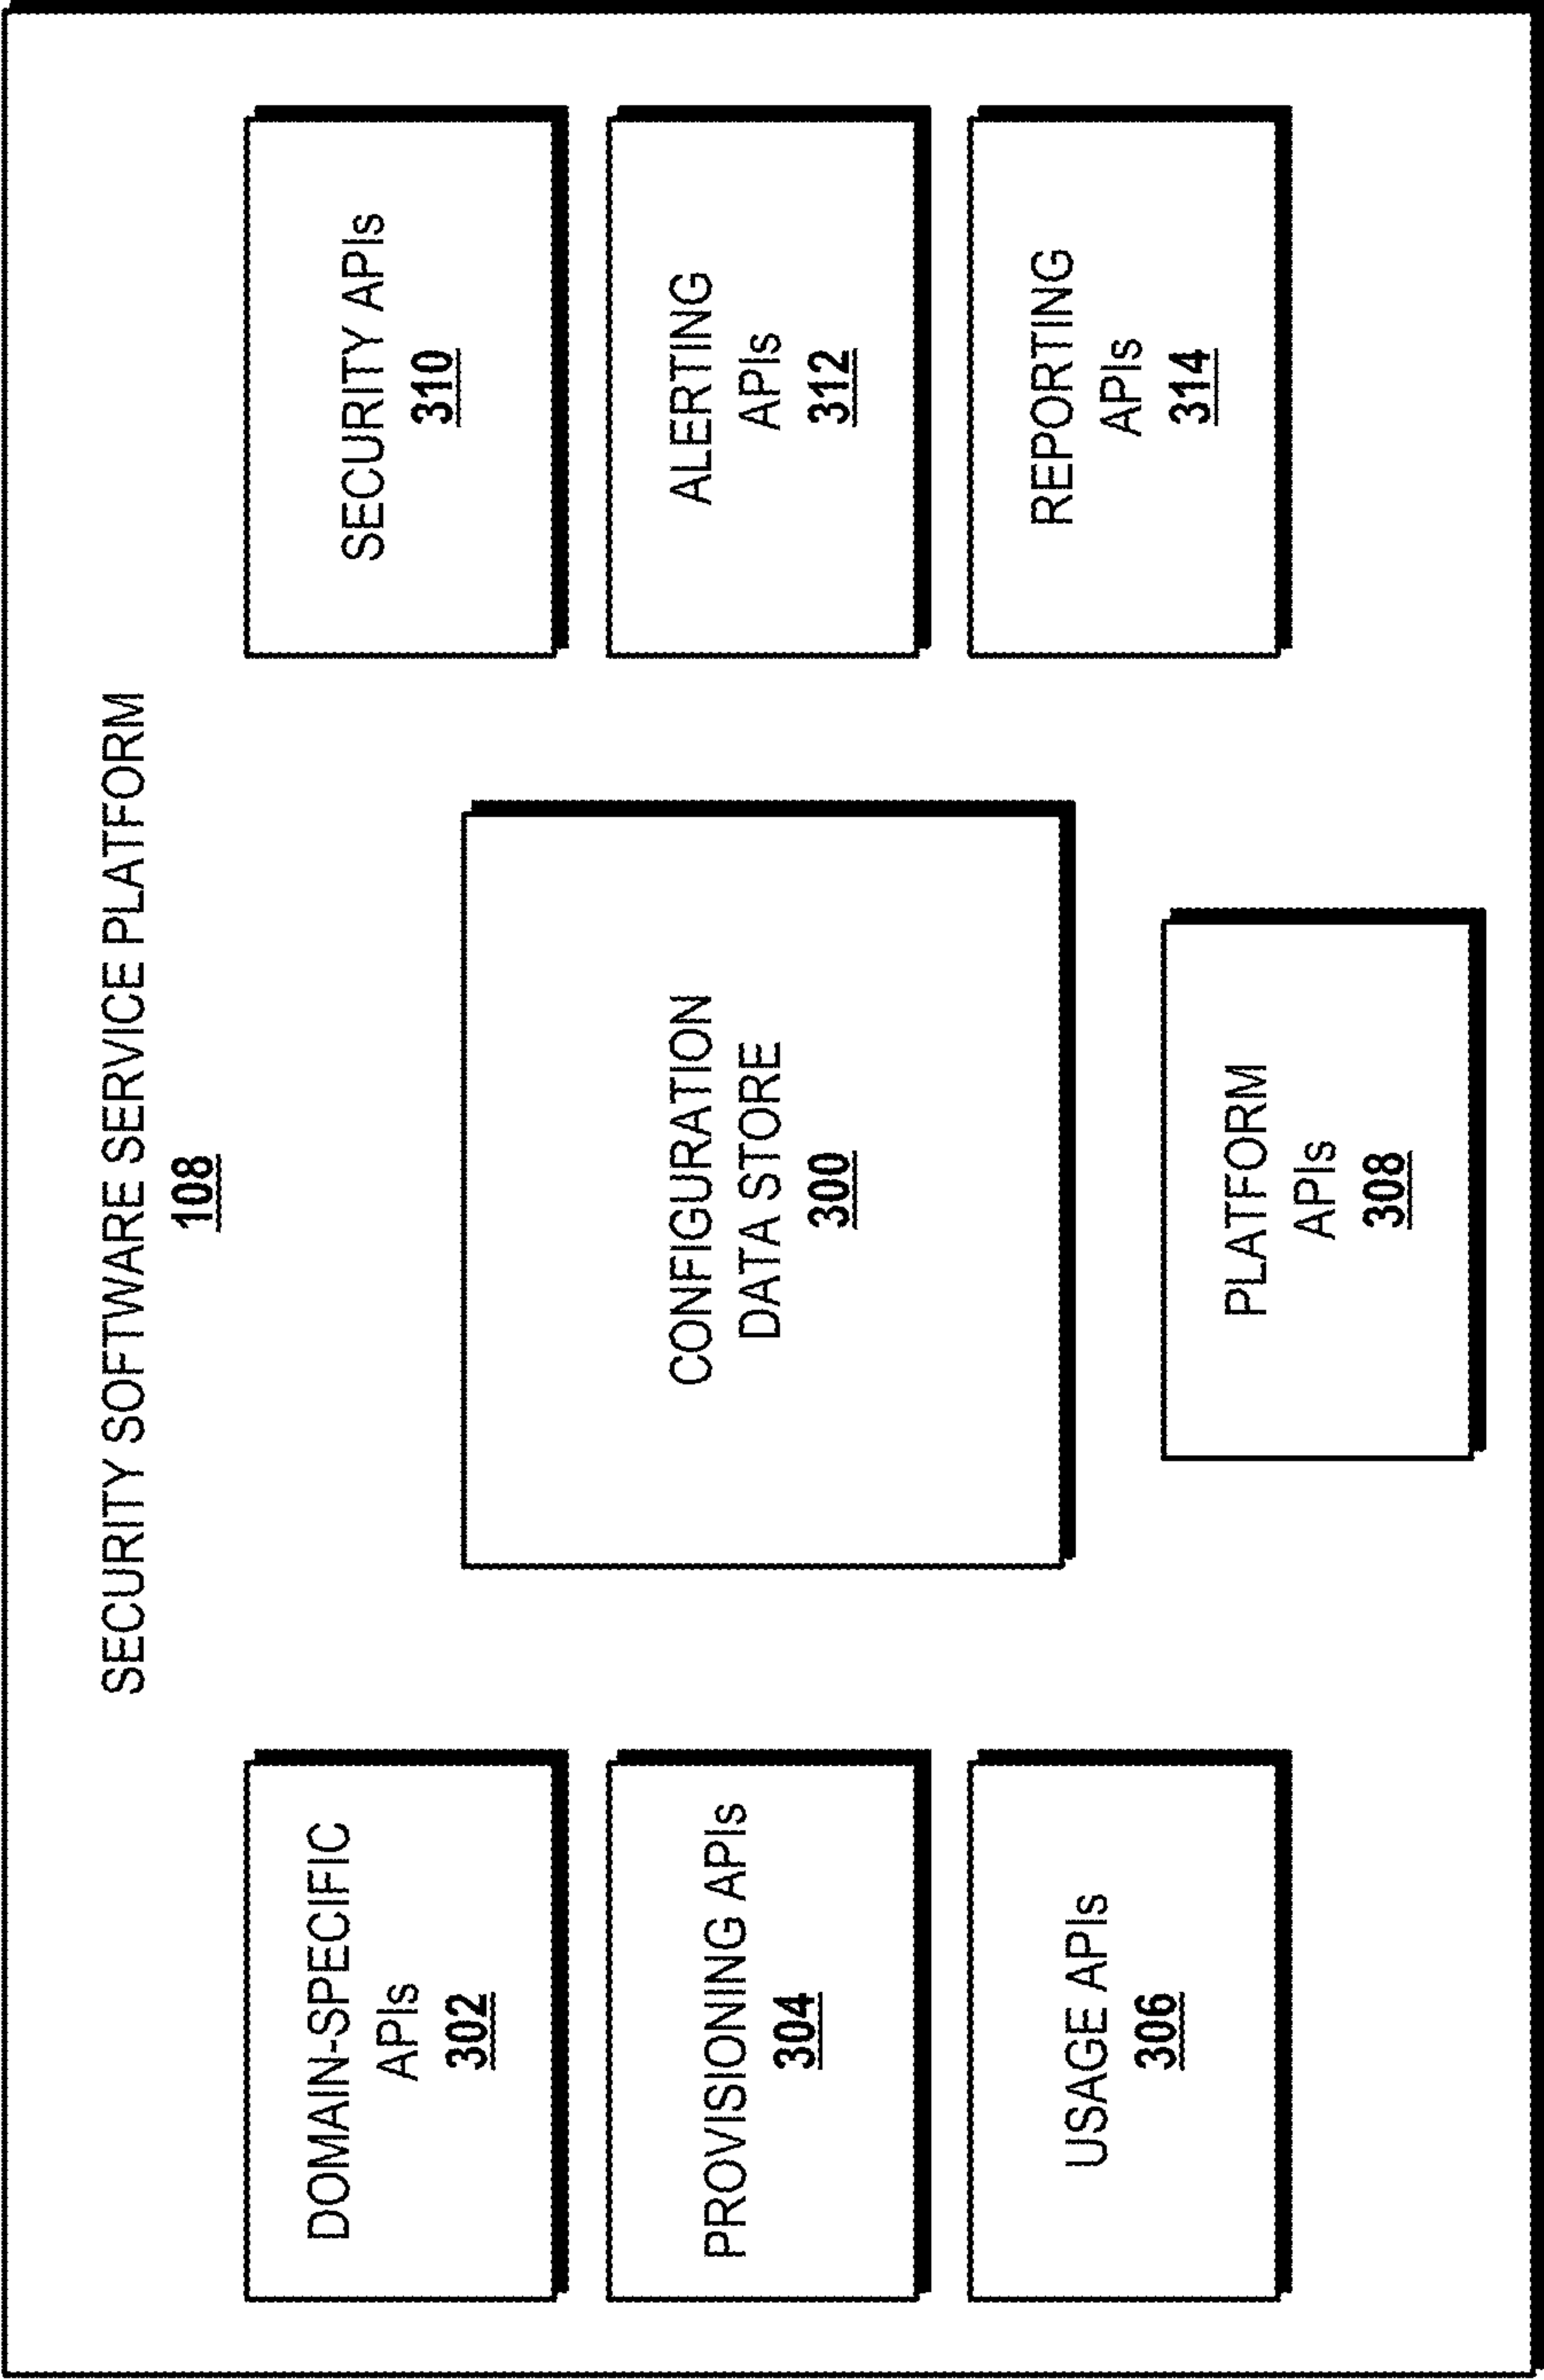 SECURITY SOFTWARE SERVICE PLATFORM
108
DOMAIN-SPECIFIC
APIs
302
PROVISIONING APIs
304
USAGE APIs
306
CONFIGURATION
DATA STORE
300
PLATFORM
APIs
308
SECURITY APIs
310
ALERTING
APIs
312
REPORTING
APIs
314